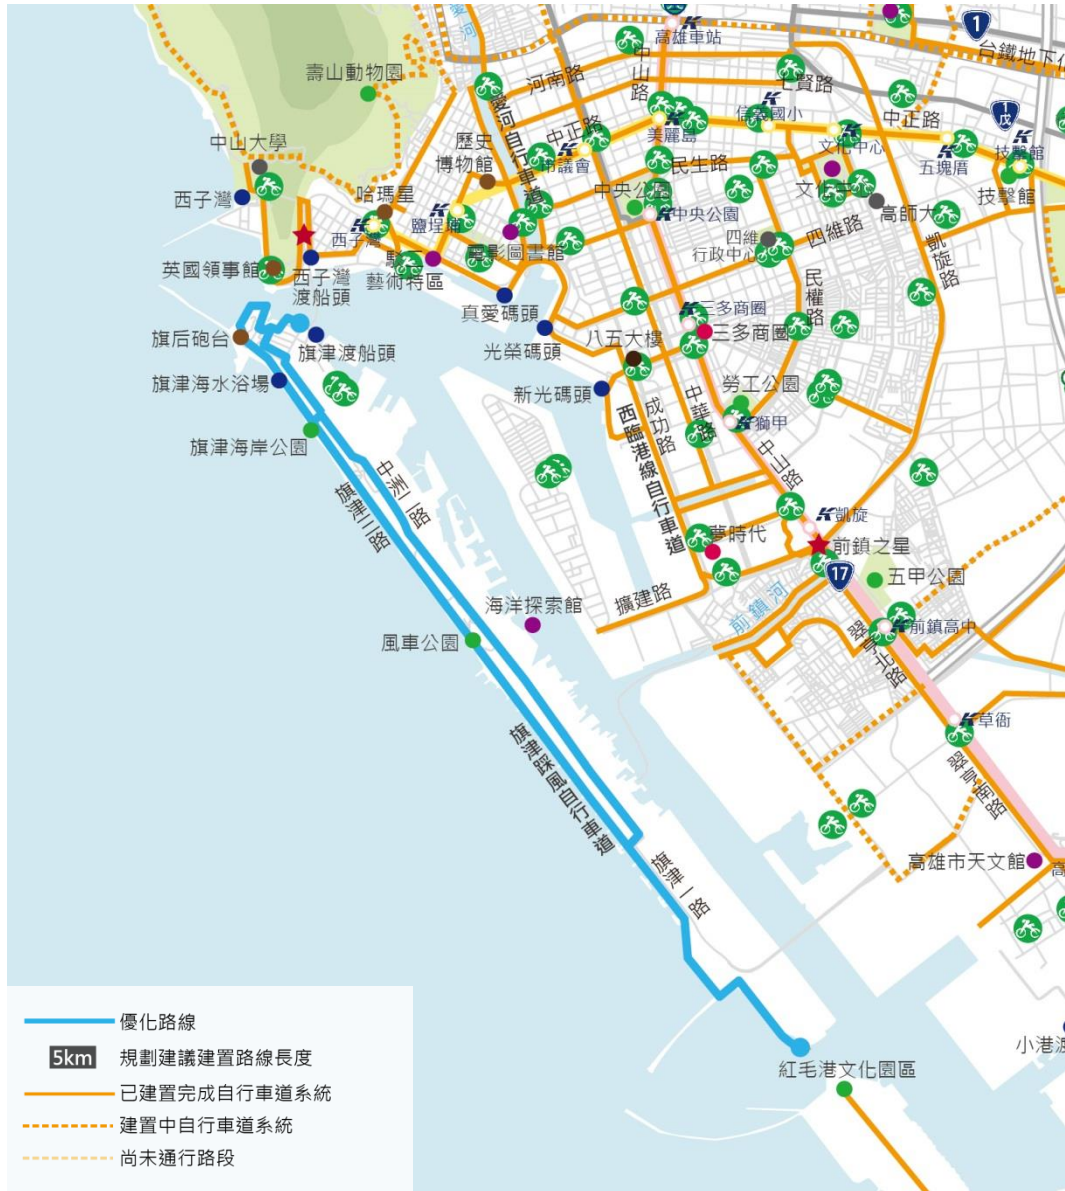 愛河
高雄車站
1
台鐵地下化
壽山動物園
河南路
中山路
七賢路
1
戊
愛河自行車道
中正路
信義國小
中正路
中山大學
歷史
博物館
市議會
美麗島
文化中心
五塊厝
技擊館
西子灣
哈瑪星
民生路
中央公園
文化中心
技擊館
鹽埕埔
中央公園
高師大
西子灣
電影圖書館
四維
行政中心
四維路
凱旋路
英國領事館
西子灣
渡船頭
藝術特區
民權路
真愛碼頭
三多商圈
旗后砲台
旗津渡船頭
光榮碼頭
八五大樓
三多商圈
旗津海水浴場
新光碼頭
勞工公園
成功路
中華路
獅甲
旗津海岸公園
西臨港線自行車道
中山路
中洲二路
旗津三路
凱旋
夢時代
前鎮之星
17
五甲公園
擴建路
海洋探索館
前鎮河
風車公園
前鎮高中
翠亨北路
草衙
旗津踩風自行車道
翠亨南路
旗津一路
高雄市天文館
優化路線
小港渡
5km
規劃建議建置路線長度
紅毛港文化園區
已建置完成自行車道系統
建置中自行車道系統
尚未通行路段